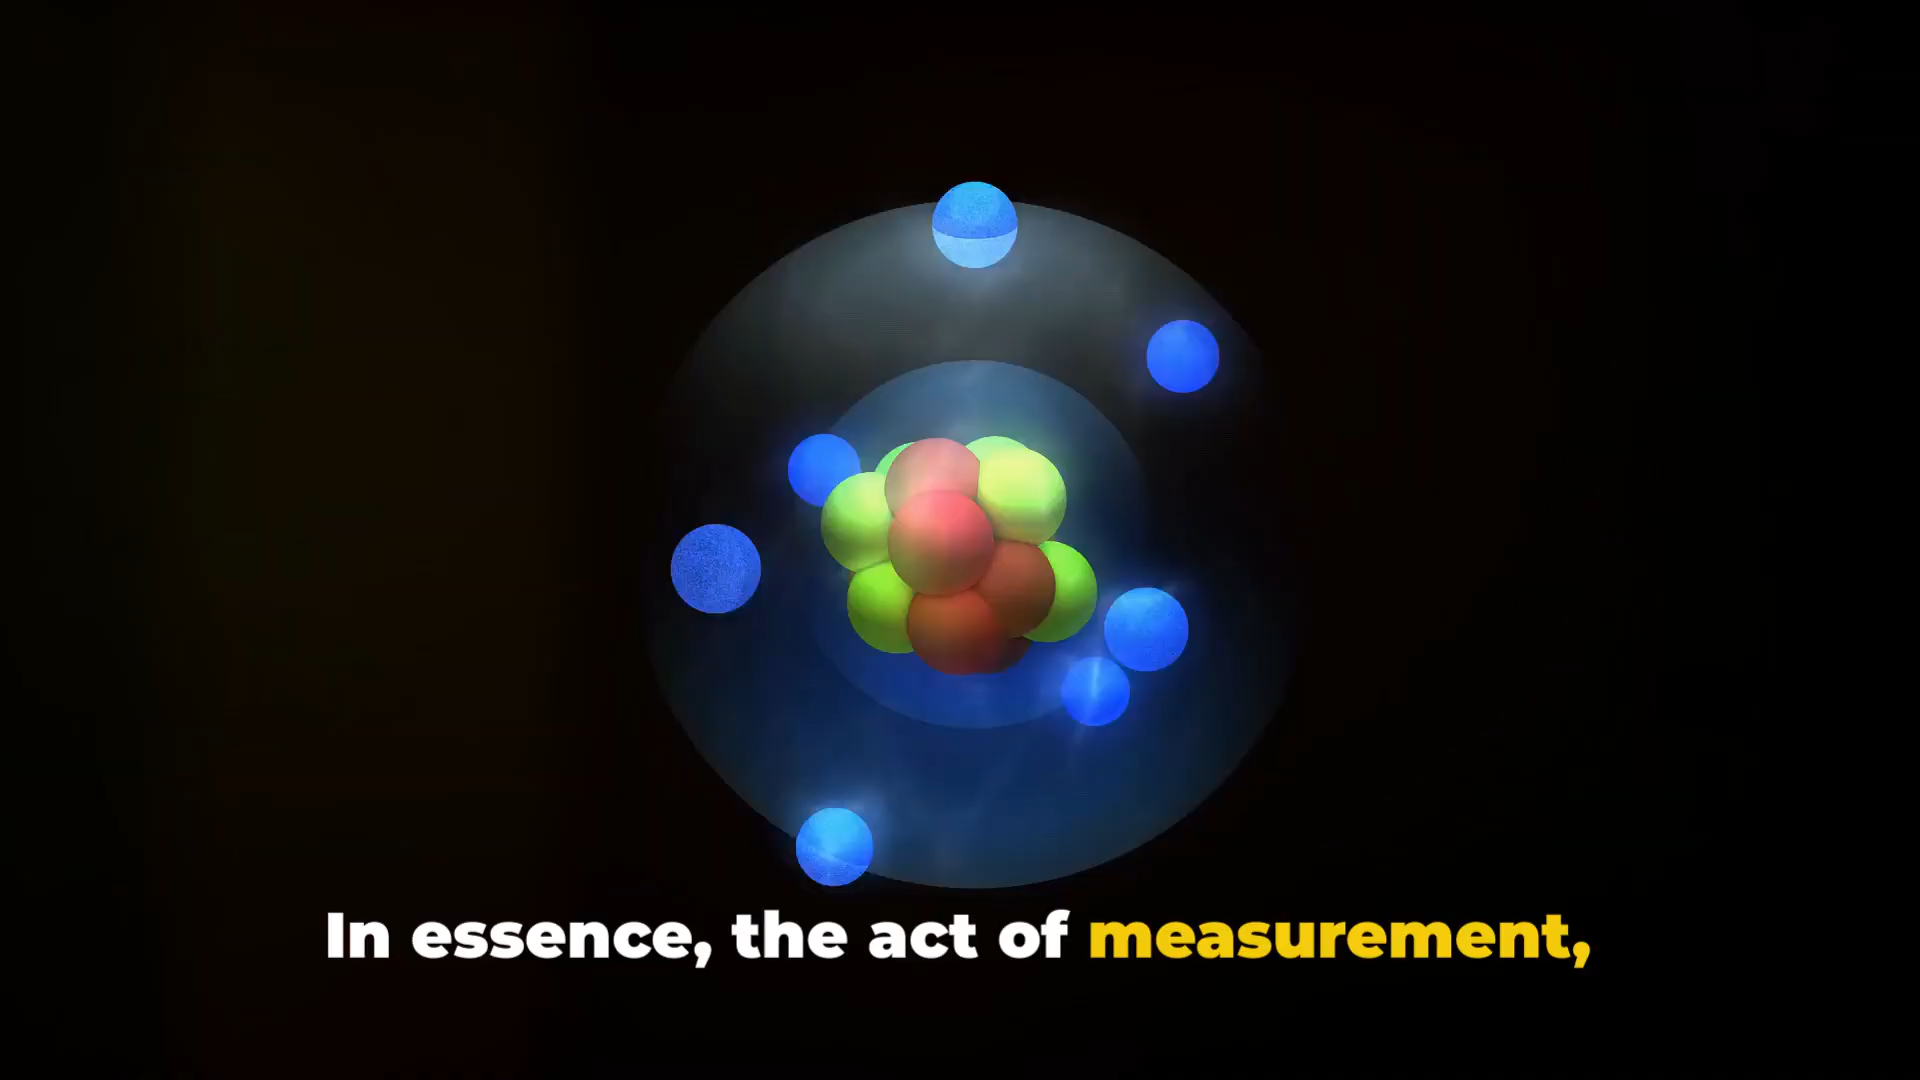 In essence, the act of measurement,